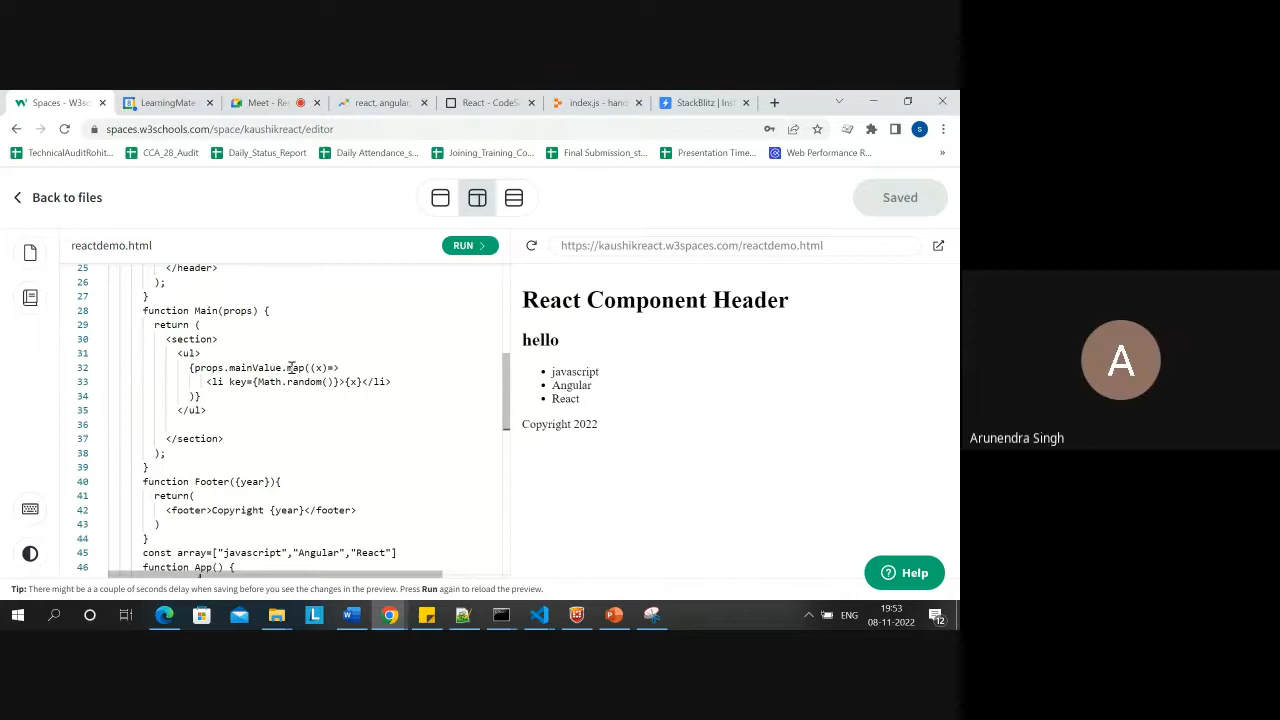 Spaces - W3sc
LearningMate
Meet - Rea
react, angular,
React - CodeSa
index.js - hand
StackBlitz | Inst
spaces.w3schools.com/space/kaushikreact/editor
TechnicalAuditRohit...
CCA_28_Audit
Daily_Status_Report
Daily Attendance_s...
Joining_Training_Co...
Final Submission_st...
Presentation Time...
Web Performance R...
»
Back to files
Saved
reactdemo.html
RUN
https://kaushikreact.w3spaces.com/reactdemo.html
25 </header>
26 );
27 }
28 function Main(props) {
29 return (
30 <section>
31 <ul>
32 {props.mainValue.map((x)=>
33 <li key={Math.random()}>{x}</li>
34 )}
35 </ul>
36
37 </section>
38 );
39 }
40 function Footer({year}){
41 return(
42 <footer>Copyright {year}</footer>
43 )
44 }
45 const array=["javascript","Angular","React"]
46 function App() {
React Component Header
hello
javascript
Angular
React
Copyright 2022
Help
Tip: There might be a a couple of seconds delay when saving before you see the changes in the preview. Press Run again to reload the preview.
ENG
19:53
08-11-2022
12
A
Arunendra Singh